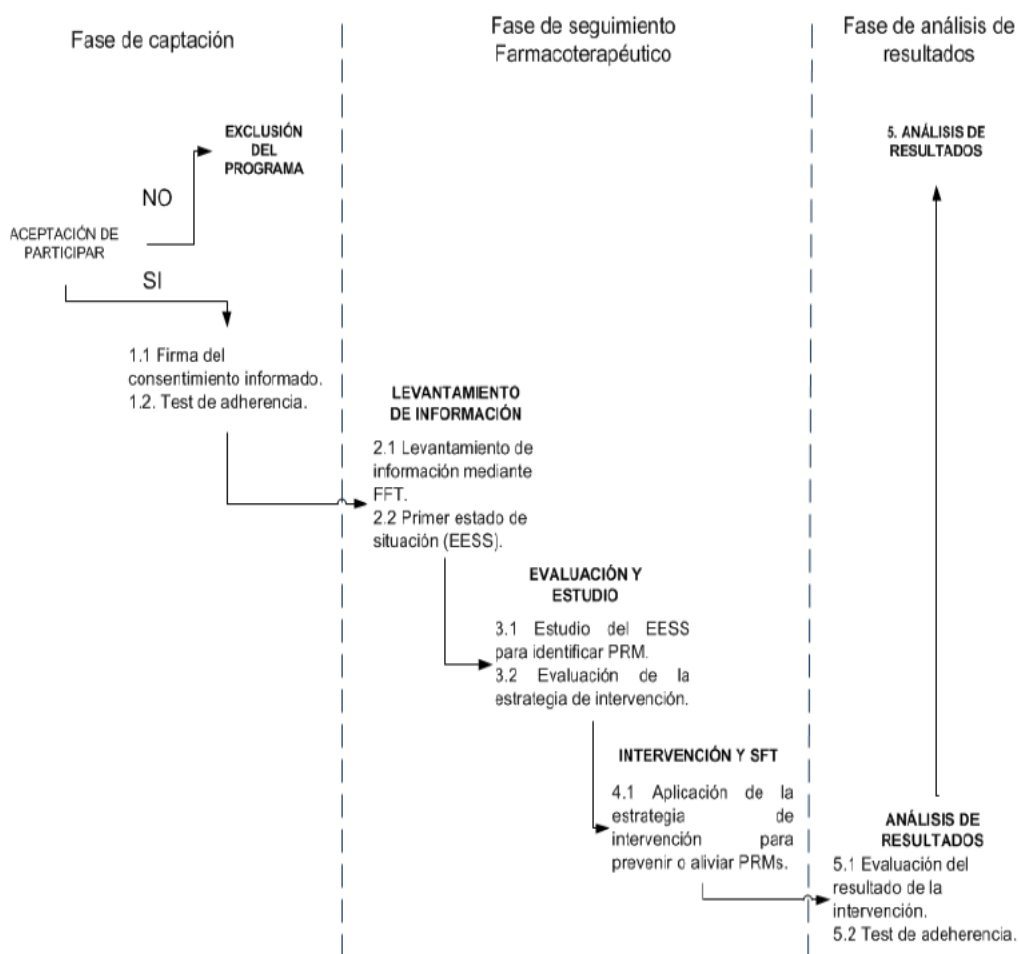 Fase de captación
Fase de seguimiento
Farmacoterapéutico
Fase de análisis de
resultados
EXCLUSIÓN
DEL
PROGRAMA
5. ANÁLISIS DE
RESULTADOS
NO
ACEPTACIÓN DE
PARTICIPAR
SI
1.1 Firma del
consentimiento informado.
1.2. Test de adherencia.
LEVANTAMIENTO
DE INFORMACIÓN
2.1 Levantamiento de
información mediante
FFT.
2.2 Primer estado de
situación (EESS).
EVALUACIÓN Y
ESTUDIO
3.1 Estudio del EESS
para identificar PRM.
3.2 Evaluación de la
estrategia de intervención.
INTERVENCIÓN Y SFT
4.1 Aplicación de la
estrategia de
intervención para
prevenir o aliviar PRMs.
ANÁLISIS DE
RESULTADOS
5.1 Evaluación del
resultado de la
intervención.
5.2 Test de adeherencia.